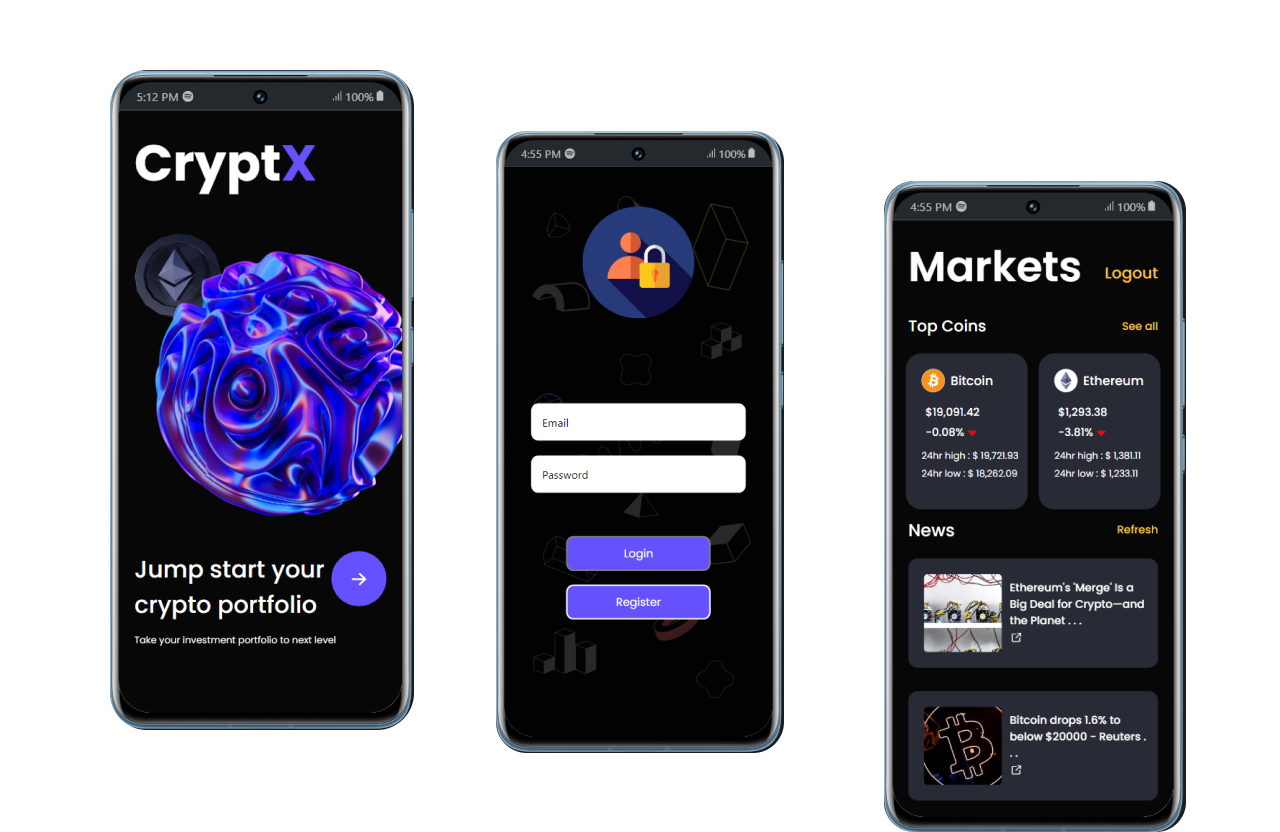 5:12 PM
100%
CryptX
Jump start your
crypto portfolio
Take your investment portfolio to next level
4:55 PM
100%
Email
Password
Login
Register
4:55 PM
100%
Markets
Logout
Top Coins
See all
Bitcoin
$19,091.42
-0.08%
24hr high : $ 19,721.93
24hr low : $ 18,262.09
Ethereum
$1,293.38
-3.81%
24hr high : $ 1,381.11
24hr low : $ 1,233.11
News
Refresh
Ethereum's 'Merge' Is a
Big Deal for Crypto—and
the Planet . . .
Bitcoin drops 1.6% to
below $20000 - Reuters .
. .